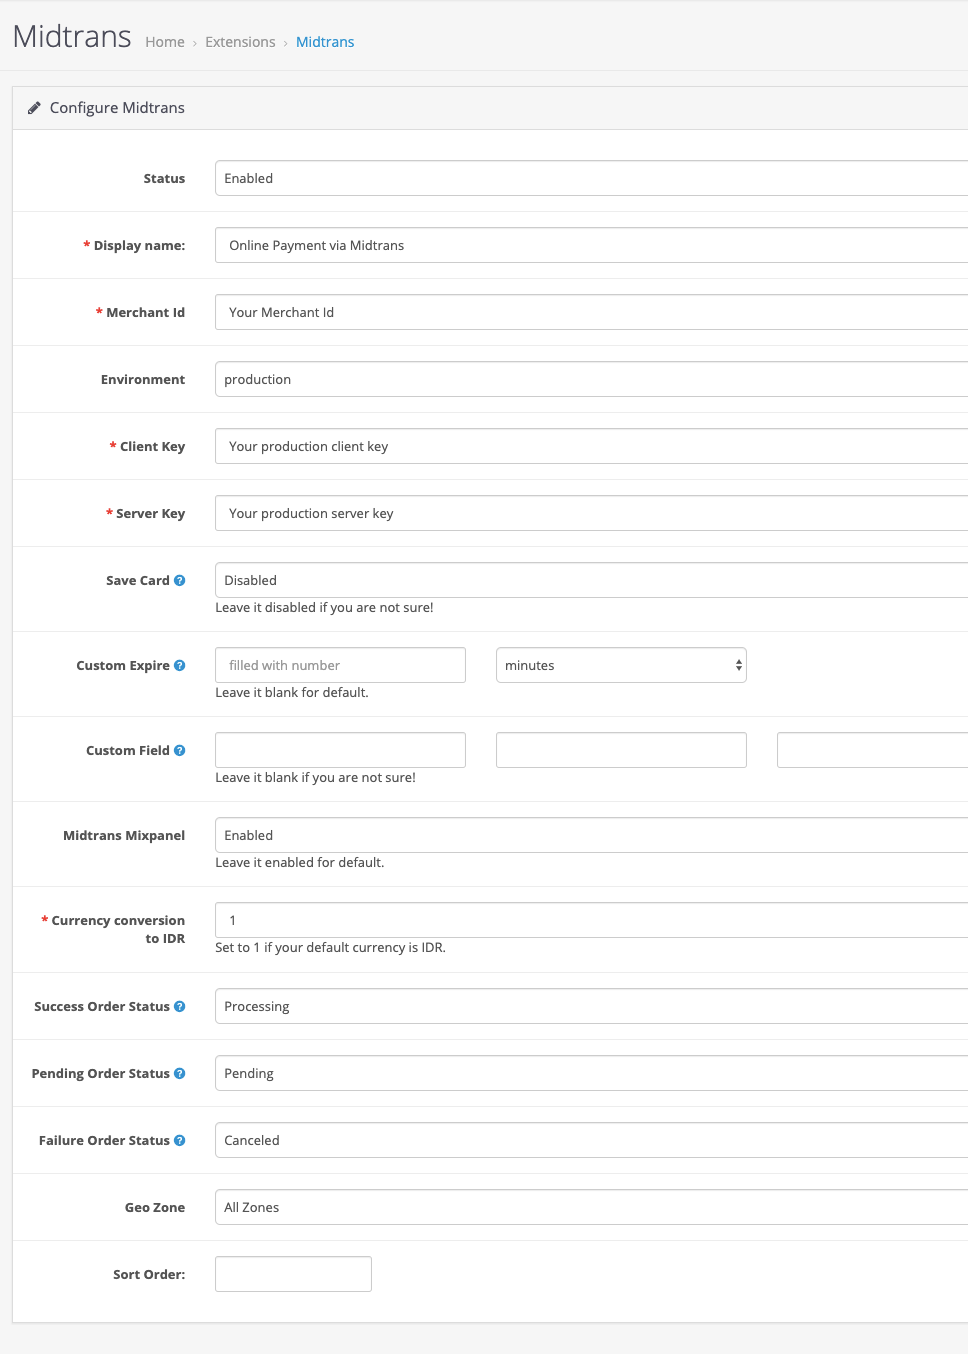 Midtrans Home › Extensions › Midtrans
Configure Midtrans
Status Enabled
* Display name: Online Payment via Midtrans
* Merchant Id Your Merchant Id
Environment production
* Client Key Your production client key
* Server Key Your production server key
Save Card ? Disabled
Leave it disabled if you are not sure!
Custom Expire ? filled with number minutes
Leave it blank for default.
Custom Field ?
Leave it blank if you are not sure!
Midtrans Mixpanel Enabled
Leave it enabled for default.
* Currency conversion 1
to IDR
Set to 1 if your default currency is IDR.
Success Order Status ? Processing
Pending Order Status ? Pending
Failure Order Status ? Canceled
Geo Zone All Zones
Sort Order: